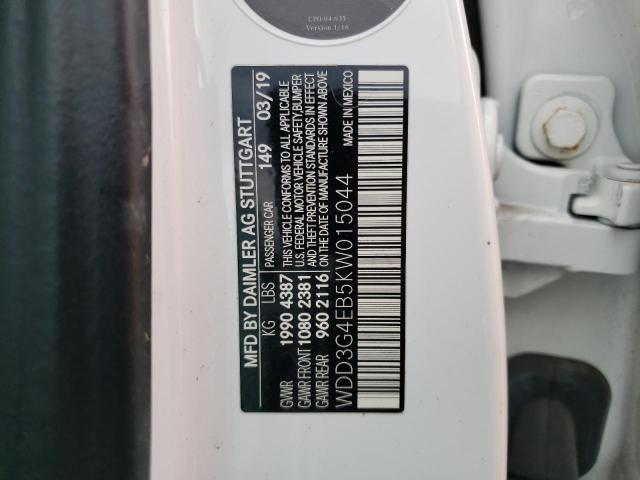 CPO-04-635
Version 1/16
MFD BY DAIMLER AG STUTTGART
KG LBS PASSENGER CAR 149 03/19
GVWR 1990 4387 THIS VEHICLE CONFORMS TO ALL APPLICABLE
U.S. FEDERAL MOTOR VEHICLE SAFETY,BUMPER
GAWR FRONT 1080 2381 AND THEFT PREVENTION STANDARDS IN EFFECT
GAWR REAR 960 2116 ON THE DATE OF MANUFACTURE SHOWN ABOVE
WDD3G4EB5KW015044 MADE IN MEXICO